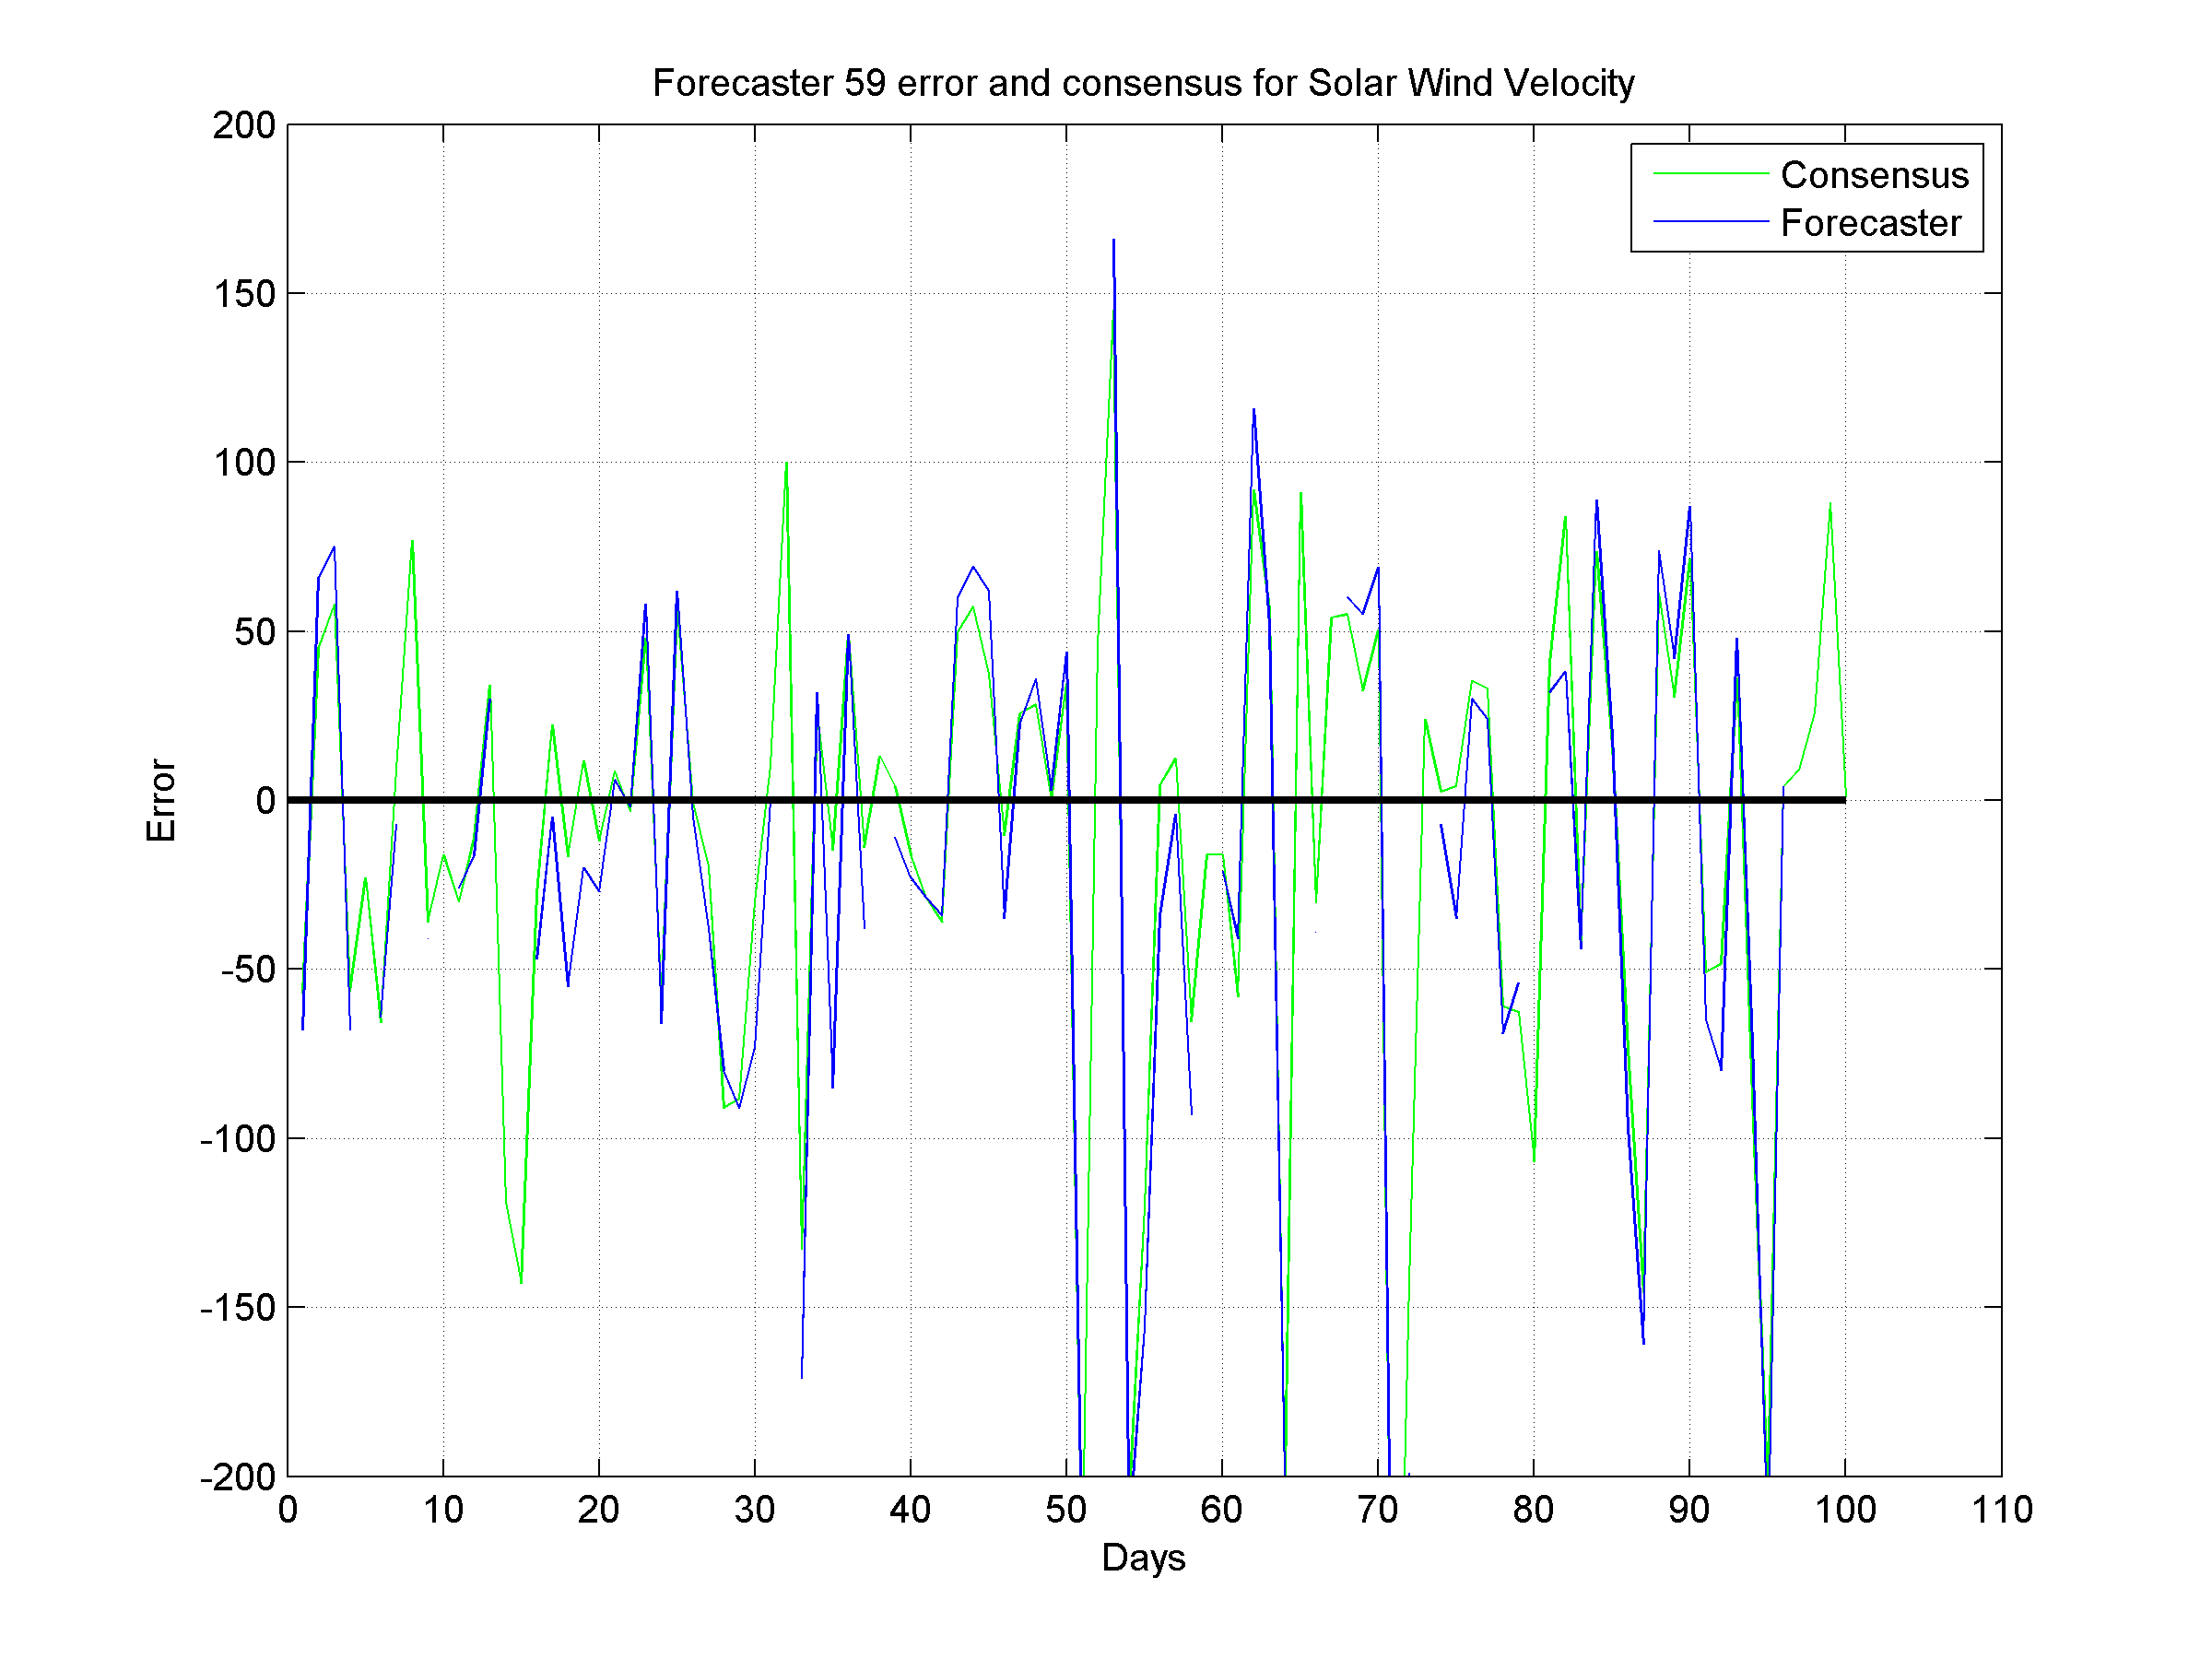 Forecaster 59 error and consensus for Solar Wind Velocity
200
150
100
50
0
-50
-100
-150
-200
Error
Consensus
Forecaster
0 10 20 30 40 50 60 70 80 90 100 110
Days